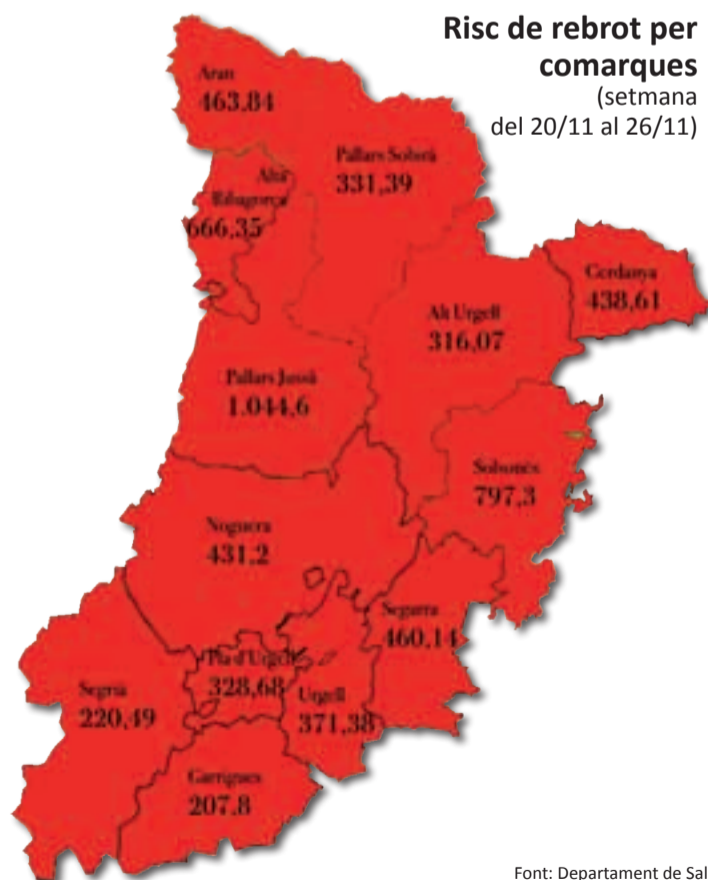 Risc de rebrot per
comarques
(setmana
del 20/11 al 26/11)
Aran
463,84
Pallars Sobirà
331,39
Alta
Ribagorça
666,35
Cerdanya
438,61
Alt Urgell
316,07
Pallars Jussà
1.044,6
Solsonès
797,3
Noguera
431,2
Segarra
460,14
Pla d'Urgell
328,68
Segrià
220,49
Urgell
371,38
Garrigues
207,8
Font: Departament de Sal